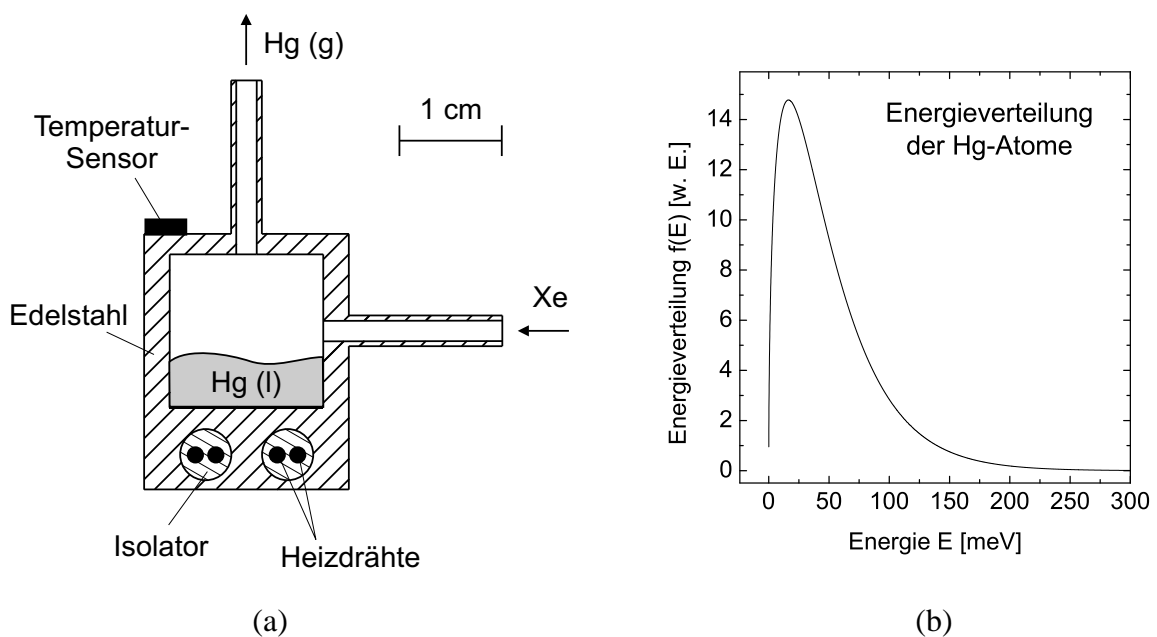 Hg (g)
1 cm
Temperatur-
Sensor
Xe
Edelstahl
Hg (l)
Isolator
Heizdrähte
(a)
Energieverteilung
der Hg-Atome
Energieverteilung f(E) [w. E.]
14
12
10
8
6
4
2
0
0 50 100 150 200 250 300
Energie E [meV]
(b)